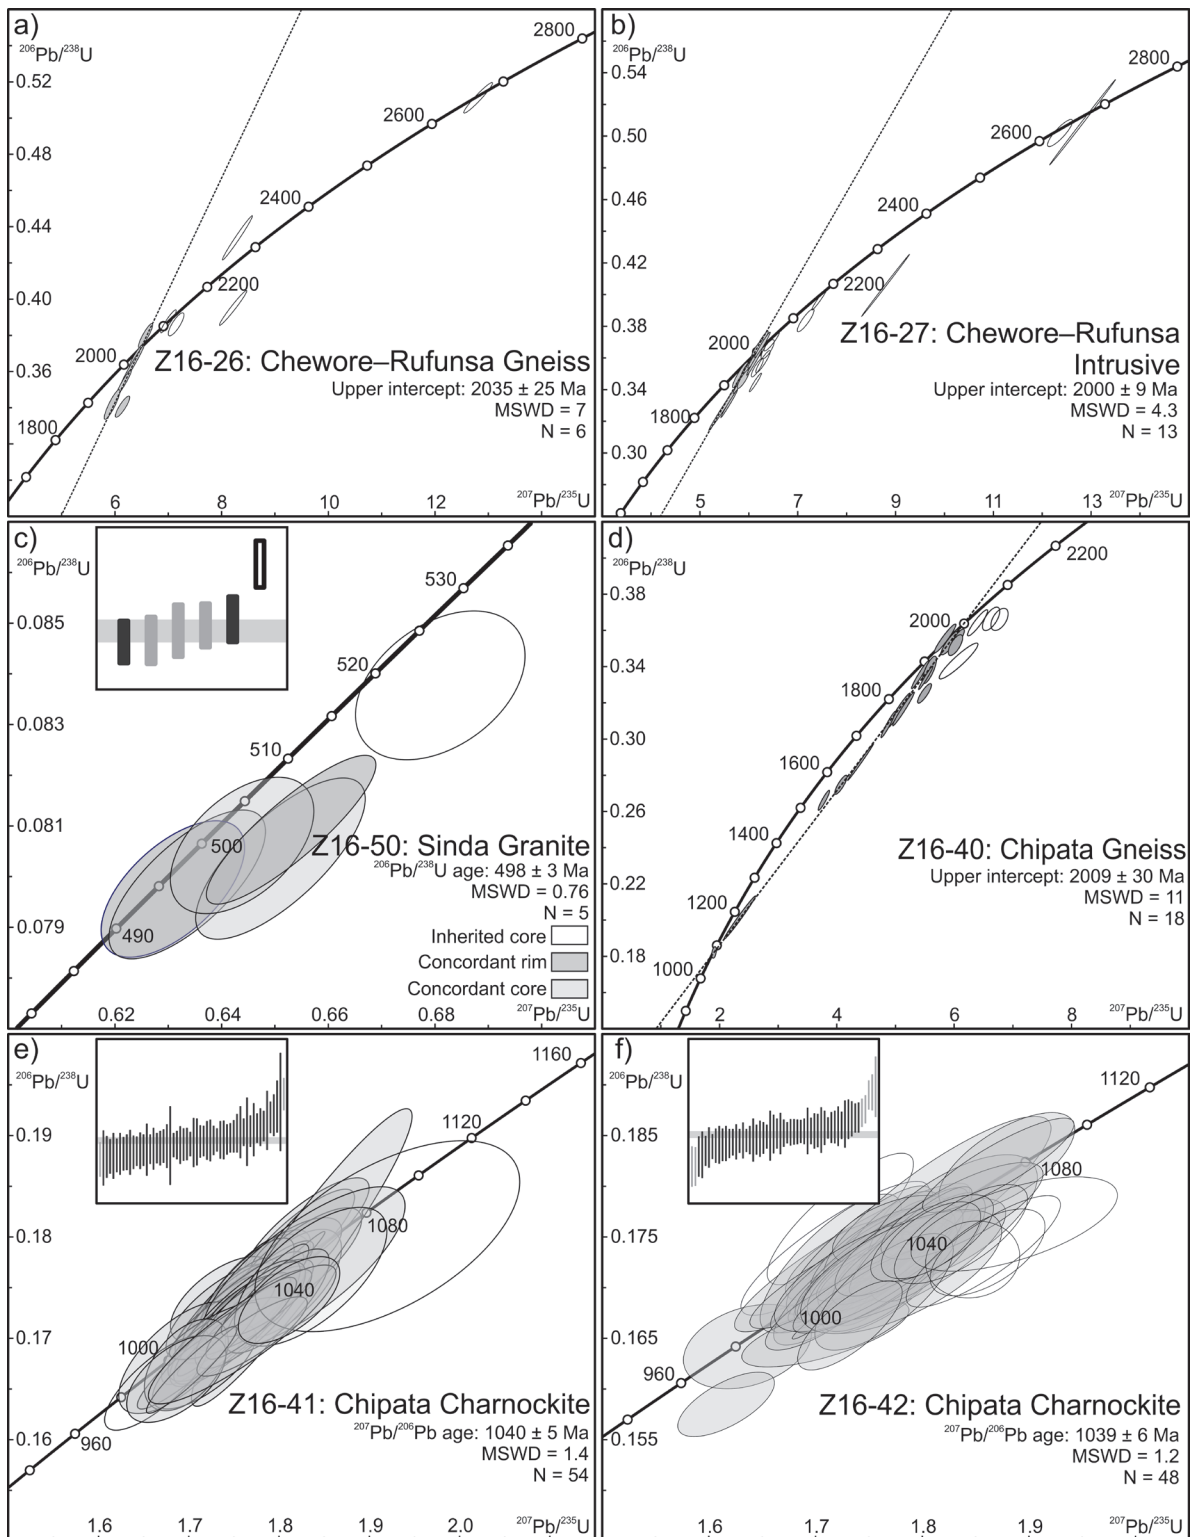 a)
²⁰⁶Pb/²³⁸U
0.52
0.48
0.44
0.40
0.36
2800
2600
2400
2200
2000
1800
Z16-26: Chewore–Rufunsa Gneiss
Upper intercept: 2035 ± 25 Ma
MSWD = 7
N = 6
6 8 10 12 ²⁰⁷Pb/²³⁵U
b)
²⁰⁶Pb/²³⁸U
0.54
0.50
0.46
0.42
0.38
0.34
0.30
2800
2600
2400
2200
2000
1800
Z16-27: Chewore–Rufunsa
Intrusive
Upper intercept: 2000 ± 9 Ma
MSWD = 4.3
N = 13
5 7 9 11 13 ²⁰⁷Pb/²³⁵U
c)
²⁰⁶Pb/²³⁸U
0.085
0.083
0.081
0.079
530
520
510
500
490
Z16-50: Sinda Granite
²⁰⁶Pb/²³⁸U age: 498 ± 3 Ma
MSWD = 0.76
N = 5
Inherited core
Concordant rim
Concordant core
0.62 0.64 0.66 0.68 ²⁰⁷Pb/²³⁵U
d)
²⁰⁶Pb/²³⁸U
0.38
0.34
0.30
0.26
0.22
0.18
2200
2000
1800
1600
1400
1200
1000
Z16-40: Chipata Gneiss
Upper intercept: 2009 ± 30 Ma
MSWD = 11
N = 18
2 4 6 8 ²⁰⁷Pb/²³⁵U
e)
²⁰⁶Pb/²³⁸U
0.19
0.18
0.17
0.16
1160
1120
1080
1040
1000
960
Z16-41: Chipata Charnockite
²⁰⁷Pb/²⁰⁶Pb age: 1040 ± 5 Ma
MSWD = 1.4
N = 54
1.6 1.7 1.8 1.9 2.0 ²⁰⁷Pb/²³⁵U
f)
²⁰⁶Pb/²³⁸U
0.185
0.175
0.165
0.155
1120
1080
1040
1000
960
Z16-42: Chipata Charnockite
²⁰⁷Pb/²⁰⁶Pb age: 1039 ± 6 Ma
MSWD = 1.2
N = 48
1.6 1.7 1.8 1.9 ²⁰⁷Pb/²³⁵U